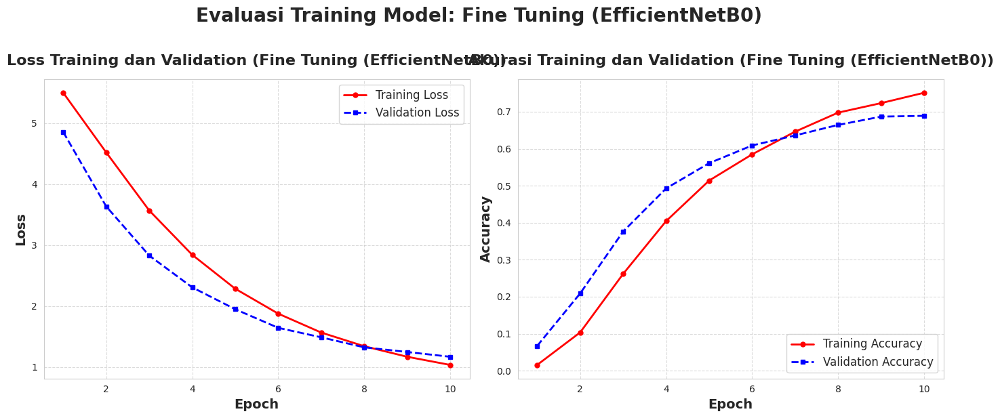 Evaluasi Training Model: Fine Tuning (EfficientNetB0)
Loss Training dan Validation (Fine Tuning (EfficientNetB0))
Akurasi Training dan Validation (Fine Tuning (EfficientNetB0))
Training Loss
Validation Loss
5
4
3
2
1
Loss
2
4
6
8
10
Epoch
0.7
0.6
0.5
0.4
0.3
0.2
0.1
0.0
Accuracy
Training Accuracy
Validation Accuracy
2
4
6
8
10
Epoch